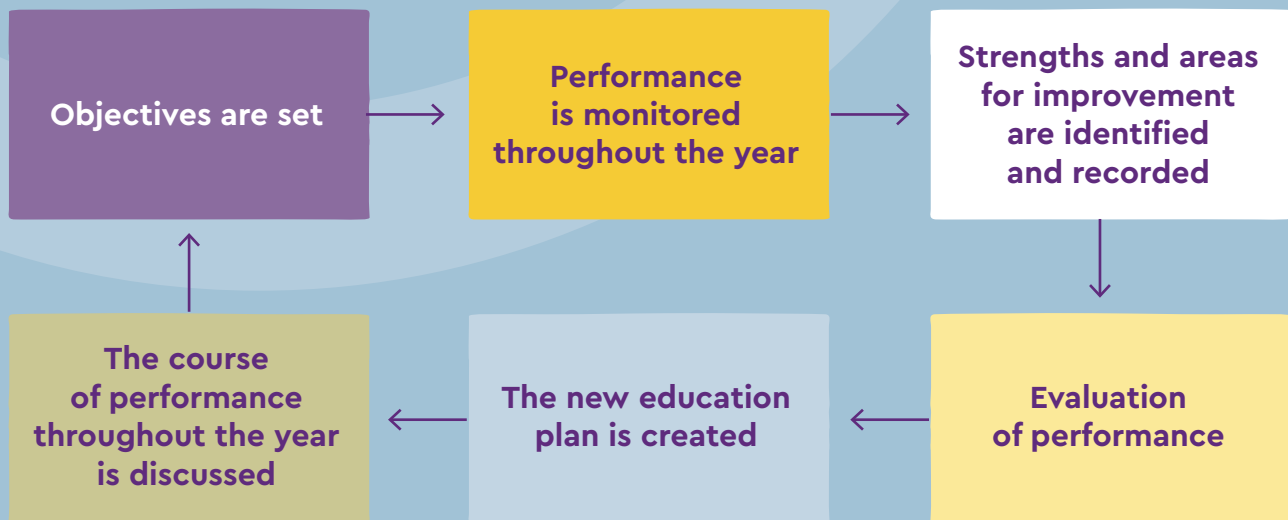 Objectives are set
Performance
is monitored
throughout the year
Strengths and areas
for improvement
are identified
and recorded
Evaluation
of performance
The new education
plan is created
The course
of performance
throughout the year
is discussed